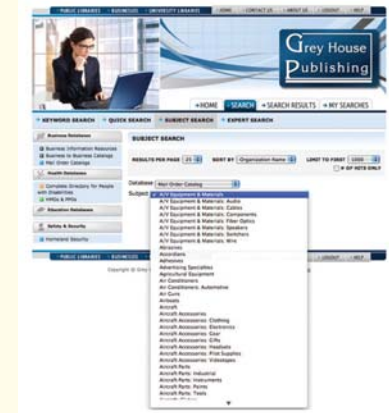 • PUBLIC LIBRARIES • BUSINESSES • UNIVERSITY LIBRARIES • HOME • CONTACT US • ABOUT US • LOGOUT • HELP
Grey House
Publishing
HOME SEARCH SEARCH RESULTS MY SEARCHES
KEYWORD SEARCH QUICK SEARCH SUBJECT SEARCH EXPERT SEARCH
Business Databases
Business Information Resources
Business to Business Catalogs
Mail Order Catalogs
Health Databases
Complete Directory for People
with Disabilities
HMOs & PPOs
Education Databases
Safety & Security
Homeland Security
SUBJECT SEARCH
RESULTS PER PAGE 25 SORT BY Organization Name LIMIT TO FIRST 1000
# OF HITS ONLY
Database Mail Order Catalog
Subject A/V Equipment & Materials
A/V Equipment & Materials: Audio
A/V Equipment & Materials: Cables
A/V Equipment & Materials: Components
A/V Equipment & Materials: Fiber Optics
A/V Equipment & Materials: Speakers
A/V Equipment & Materials: Switchers
A/V Equipment & Materials: Wire
Abrasives
Accordians
Adhesives
Advertising Specialties
Agricultural Equipment
Air Conditioners
Air Conditioners: Automotive
Air Guns
Airboats
Aircraft
Aircraft Accessories: Clothing
Aircraft Accessories: Electronics
Aircraft Accessories: Gear
Aircraft Accessories: Gifts
Aircraft Accessories: Headsets
Aircraft Accessories: Pilot Supplies
Aircraft Accessories: Videotapes
Aircraft Parts
Aircraft Parts: Industrial
Aircraft Parts: Instruments
Aircraft Parts: Paints
Aircraft Parts: Tools
• PUBLIC LIBRARIES • LOGOUT • HELP
Copyright © Grey